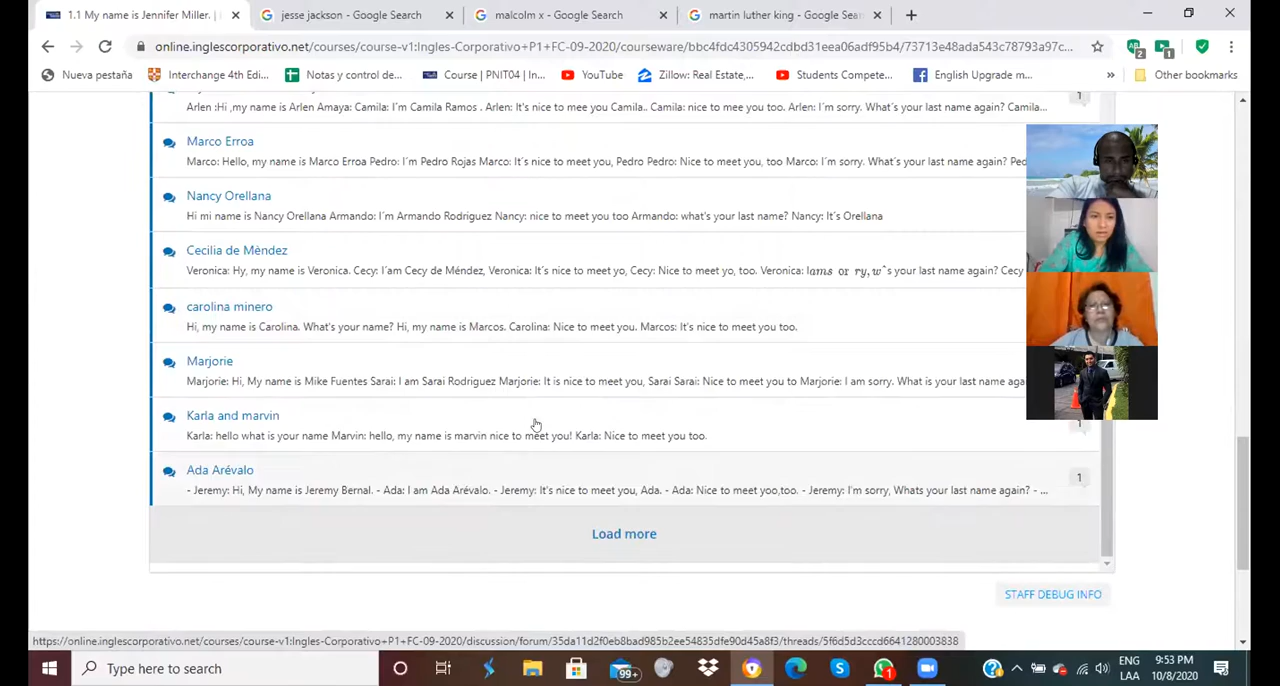 1.1 My name is Jennifer Miller. |
jesse jackson - Google Search
malcolm x - Google Search
martin luther king - Google Sear
online.inglescorporativo.net/courses/course-v1:Ingles-Corporativo+P1+FC-09-2020/courseware/bbc4fdc4305942cdbd31eea06adf95b4/73713e48ada543c78793a97c...
2
1
Nueva pestaña
Interchange 4th Edi...
Notas y control de...
Course | PNIT04 | In...
YouTube
Zillow: Real Estate,...
Students Compete...
English Upgrade m...
»
Other bookmarks
Arlen :Hi ,my name is Arlen Amaya: Camila: I´m Camila Ramos . Arlen: It's nice to mee you Camila.. Camila: nice to mee you too. Arlen: I´m sorry. What´s your last name again? Camila...
1
Marco Erroa
Marco: Hello, my name is Marco Erroa Pedro: I´m Pedro Rojas Marco: It´s nice to meet you, Pedro Pedro: Nice to meet you, too Marco: I´m sorry. What´s your last name again? Ped
Nancy Orellana
Hi mi name is Nancy Orellana Armando: I´m Armando Rodriguez Nancy: nice to meet you too Armando: what's your last name? Nancy: It´s Orellana
Cecilia de Mèndez
Veronica: Hy, my name is Veronica. Cecy: I´am Cecy de Méndez, Veronica: It´s nice to meet yo, Cecy: Nice to meet yo, too. Veronica: Iams or ry, w`s your last name again? Cecy
carolina minero
Hi, my name is Carolina. What's your name? Hi, my name is Marcos. Carolina: Nice to meet you. Marcos: It's nice to meet you too.
Marjorie
Marjorie: Hi, My name is Mike Fuentes Sarai: I am Sarai Rodriguez Marjorie: It is nice to meet you, Sarai Sarai: Nice to meet you to Marjorie: I am sorry. What is your last name again
Karla and marvin
1
Karla: hello what is your name Marvin: hello, my name is marvin nice to meet you! Karla: Nice to meet you too.
Ada Arévalo
1
- Jeremy: Hi, My name is Jeremy Bernal. - Ada: I am Ada Arévalo. - Jeremy: It's nice to meet you, Ada. - Ada: Nice to meet yoo,too. - Jeremy: I'm sorry, Whats your last name again? - ...
Load more
STAFF DEBUG INFO
https://online.inglescorporativo.net/courses/course-v1:Ingles-Corporativo+P1+FC-09-2020/discussion/forum/35da11d2f0eb8bad985b2ee54835dfe90d45a8f3/threads/5f6d5d3cccd6641280003838
Type here to search
99+
1
ENG
LAA
9:53 PM
10/8/2020